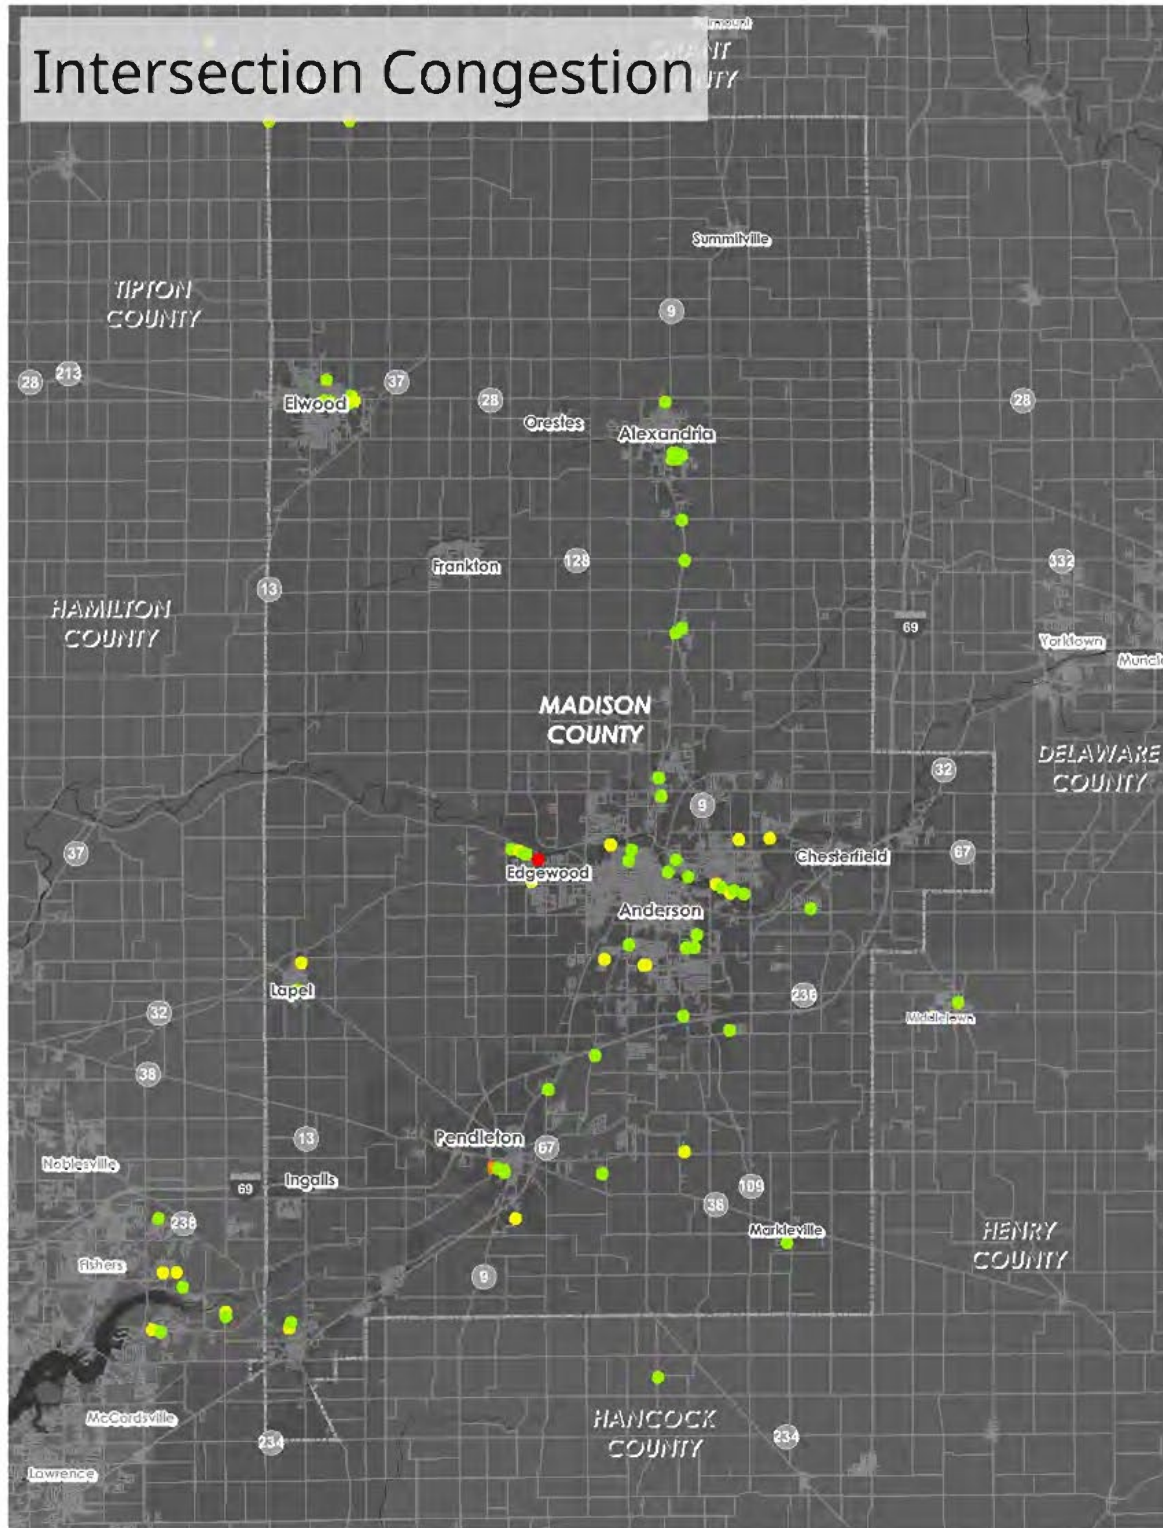 Intersection Congestion
Summitville
TIPTON
COUNTY
9
28
213
37
28
28
Elwood
Orestes
Alexandria
Frankton
128
332
13
HAMILTON
COUNTY
69
Yorktown
MADISON
COUNTY
DELAWARE
COUNTY
32
9
37
Chesterfield
67
Edgewood
Anderson
Lapel
236
32
Middletown
38
Pendleton
67
13
Noblesville
69
Ingalls
109
38
238
Markleville
HENRY
COUNTY
Fishers
9
McCordsville
HANCOCK
COUNTY
234
234
Lawrence